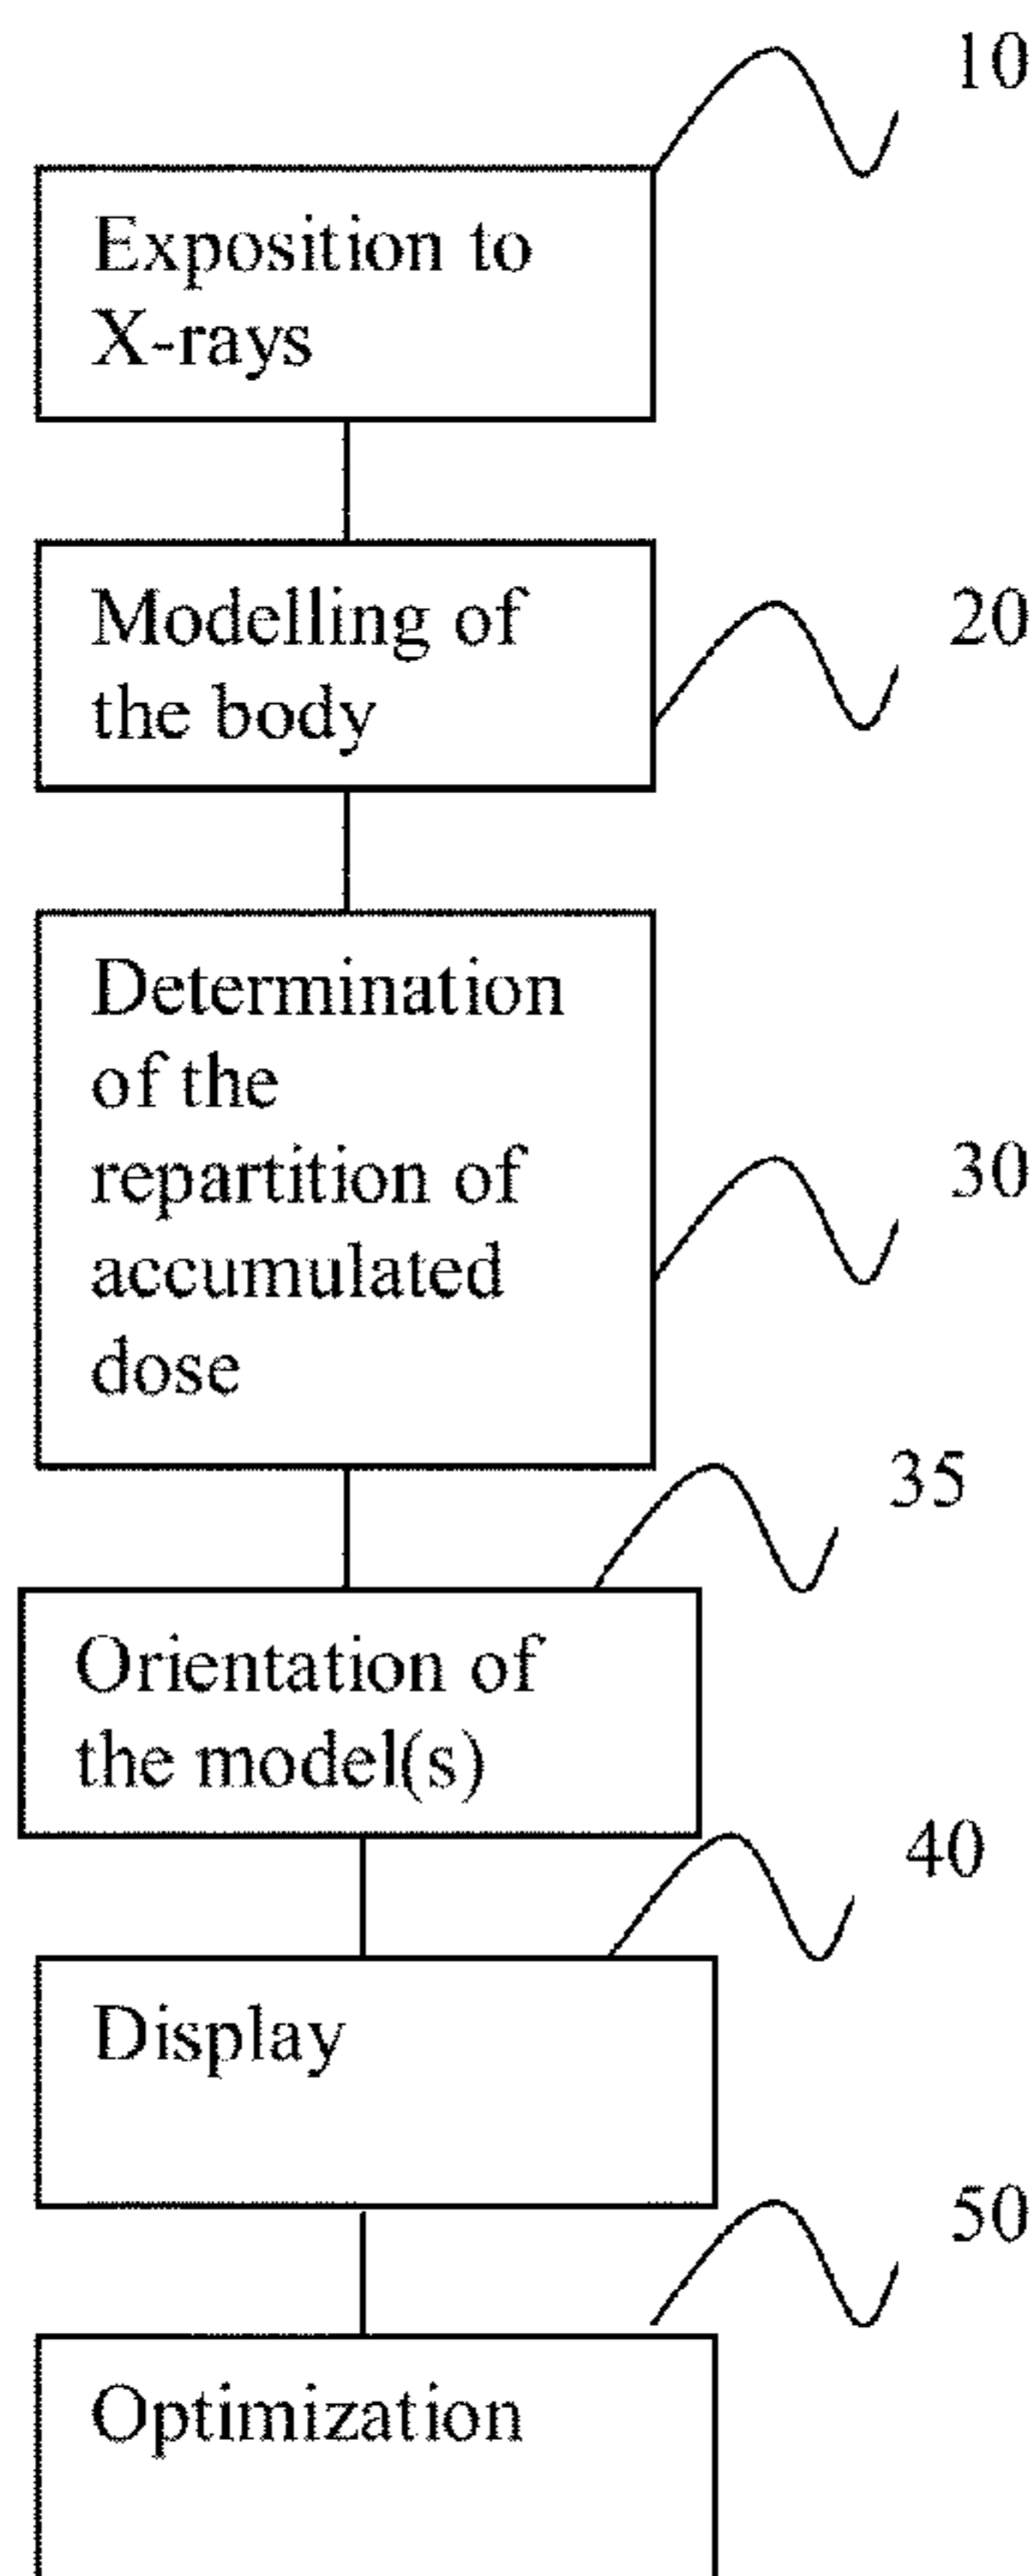 10
Exposition to
X-rays
Modelling of
the body
20
Determination
of the
repartition of
accumulated
dose
30
35
Orientation of
the model(s)
40
Display
50
Optimization